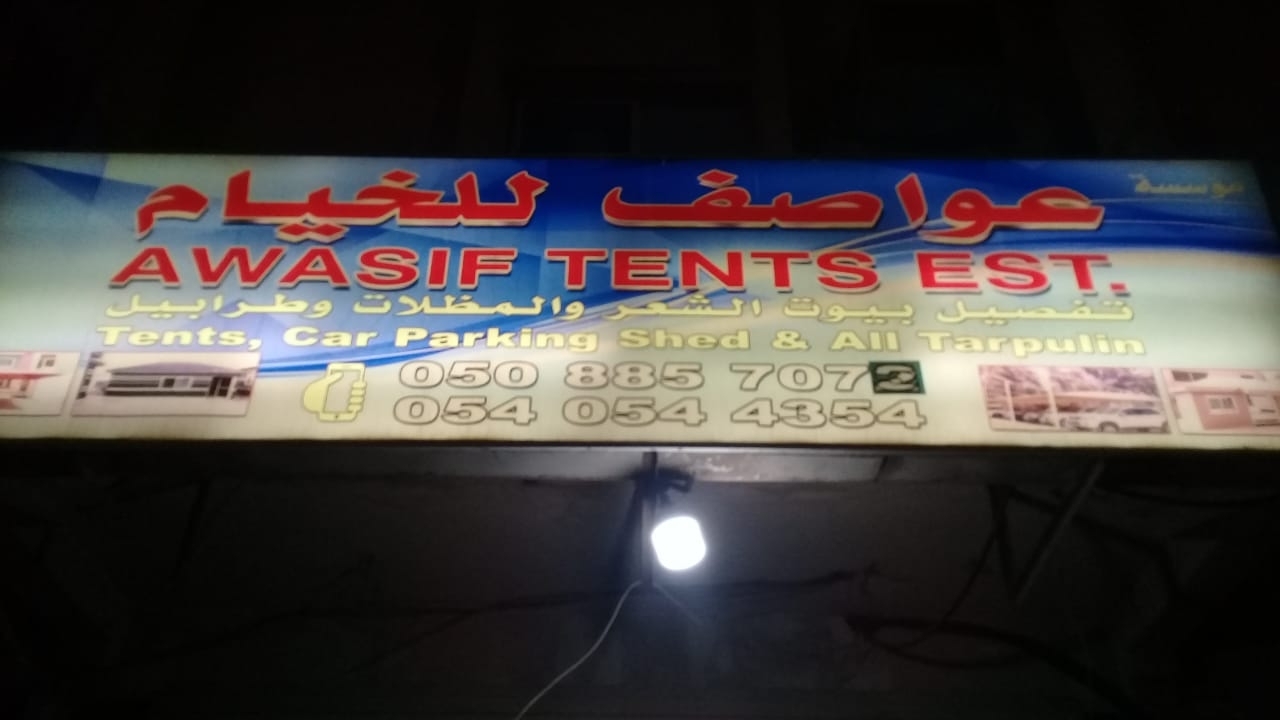 مؤسسة
عواصف للخيام
AWASIF TENTS EST.
تفصيل بيوت الشعر والمظلات وطرابيل
Tents, Car Parking Shed & All Tarpulin
050 885 7072
054 054 4354